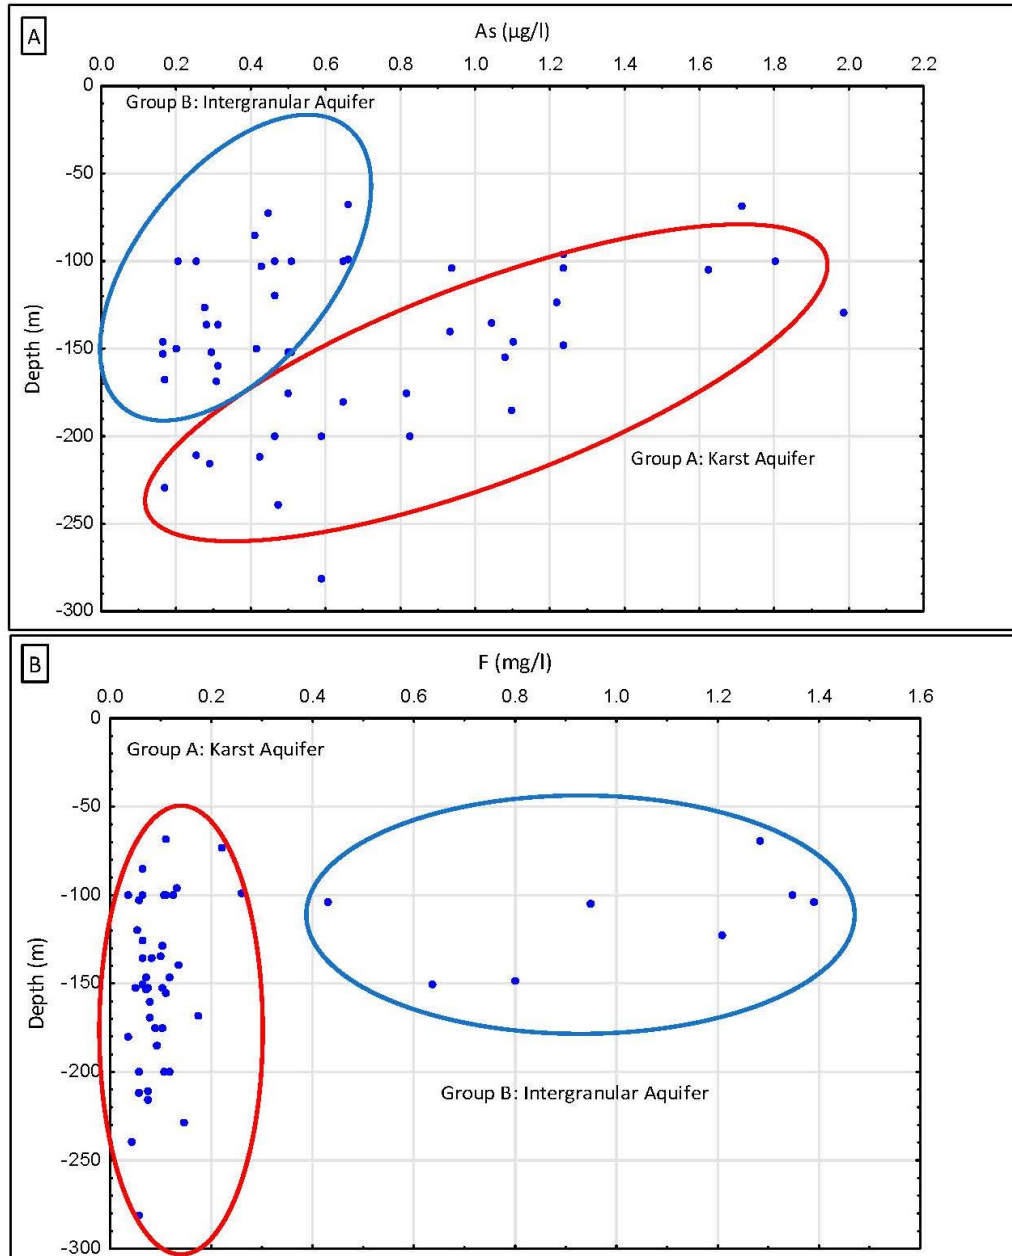 A
As (µg/l)
0.0 0.2 0.4 0.6 0.8 1.0 1.2 1.4 1.6 1.8 2.0 2.2
0
Group B: Intergranular Aquifer
-50
-100
-150
Depth (m)
-200
Group A: Karst Aquifer
-250
-300
B
F (mg/l)
0.0 0.2 0.4 0.6 0.8 1.0 1.2 1.4 1.6
0
Group A: Karst Aquifer
-50
-100
-150
Depth (m)
-200
Group B: Intergranular Aquifer
-250
-300